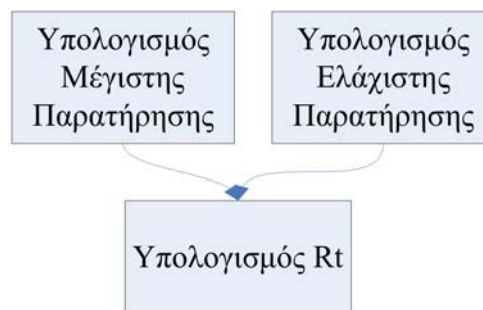 Υπολογισμός
Μέγιστης
Παρατήρησης
Υπολογισμός
Ελάχιστης
Παρατήρησης
Υπολογισμός Rt